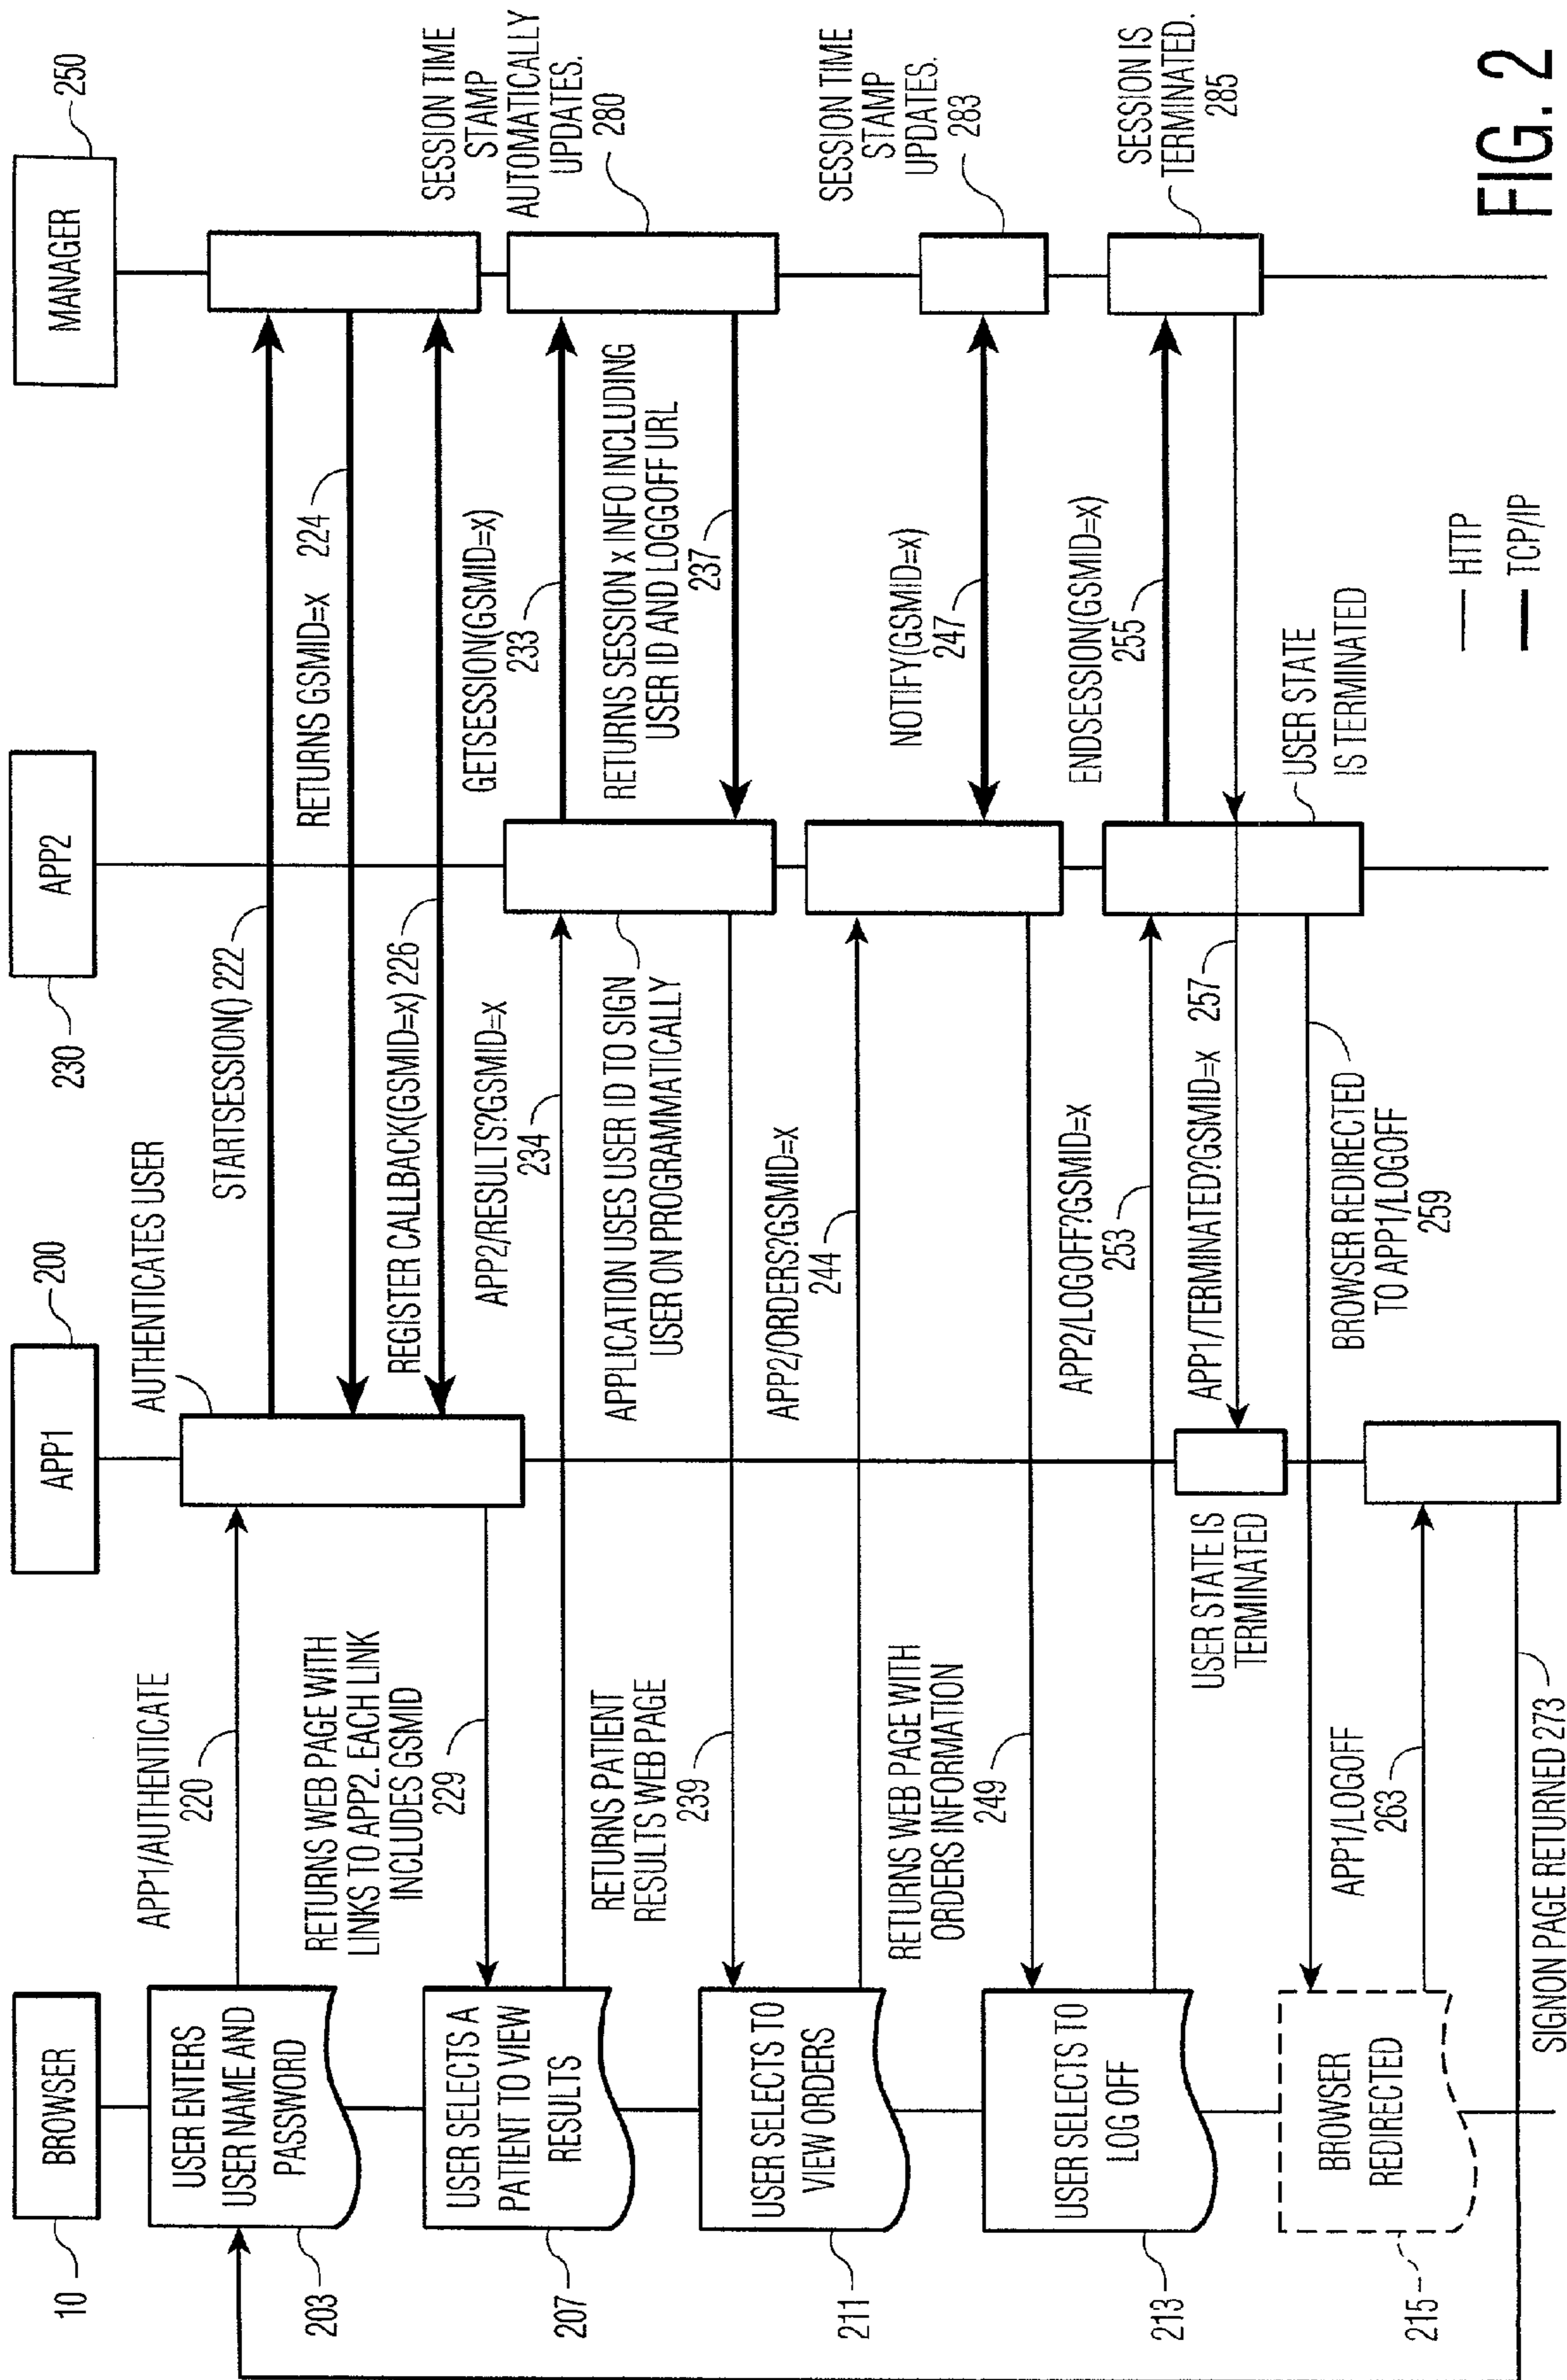 BROWSER
10
APP1
200
APP2
230
MANAGER
250
USER ENTERS
USER NAME AND
PASSWORD
203
APP1/AUTHENTICATE
220
AUTHENTICATES USER
STARTSESSION() 222
RETURNS GSMID=x 224
REGISTER CALLBACK(GSMID=x) 226
RETURNS WEB PAGE WITH
LINKS TO APP2. EACH LINK
INCLUDES GSMID
229
USER SELECTS A
PATIENT TO VIEW
RESULTS
207
APP2/RESULTS?GSMID=x
234
GETSESSION(GSMID=x)
233
SESSION TIME
STAMP
AUTOMATICALLY
UPDATES.
280
RETURNS SESSION x INFO INCLUDING
USER ID AND LOGGOFF URL
237
APPLICATION USES USER ID TO SIGN
USER ON PROGRAMMATICALLY
RETURNS PATIENT
RESULTS WEB PAGE
239
USER SELECTS TO
VIEW ORDERS
211
APP2/ORDERS?GSMID=x
244
NOTIFY(GSMID=x)
247
SESSION TIME
STAMP
UPDATES.
283
RETURNS WEB PAGE WITH
ORDERS INFORMATION
249
USER SELECTS TO
LOG OFF
213
APP2/LOGOFF?GSMID=x
253
ENDSESSION(GSMID=x)
255
SESSION IS
TERMINATED.
285
APP1/TERMINATED?GSMID=x 257
USER STATE IS
TERMINATED
USER STATE
IS TERMINATED
BROWSER REDIRECTED
TO APP1/LOGOFF
259
BROWSER
REDIRECTED
215
APP1/LOGOFF
263
SIGNON PAGE RETURNED 273
HTTP
TCP/IP
FIG. 2